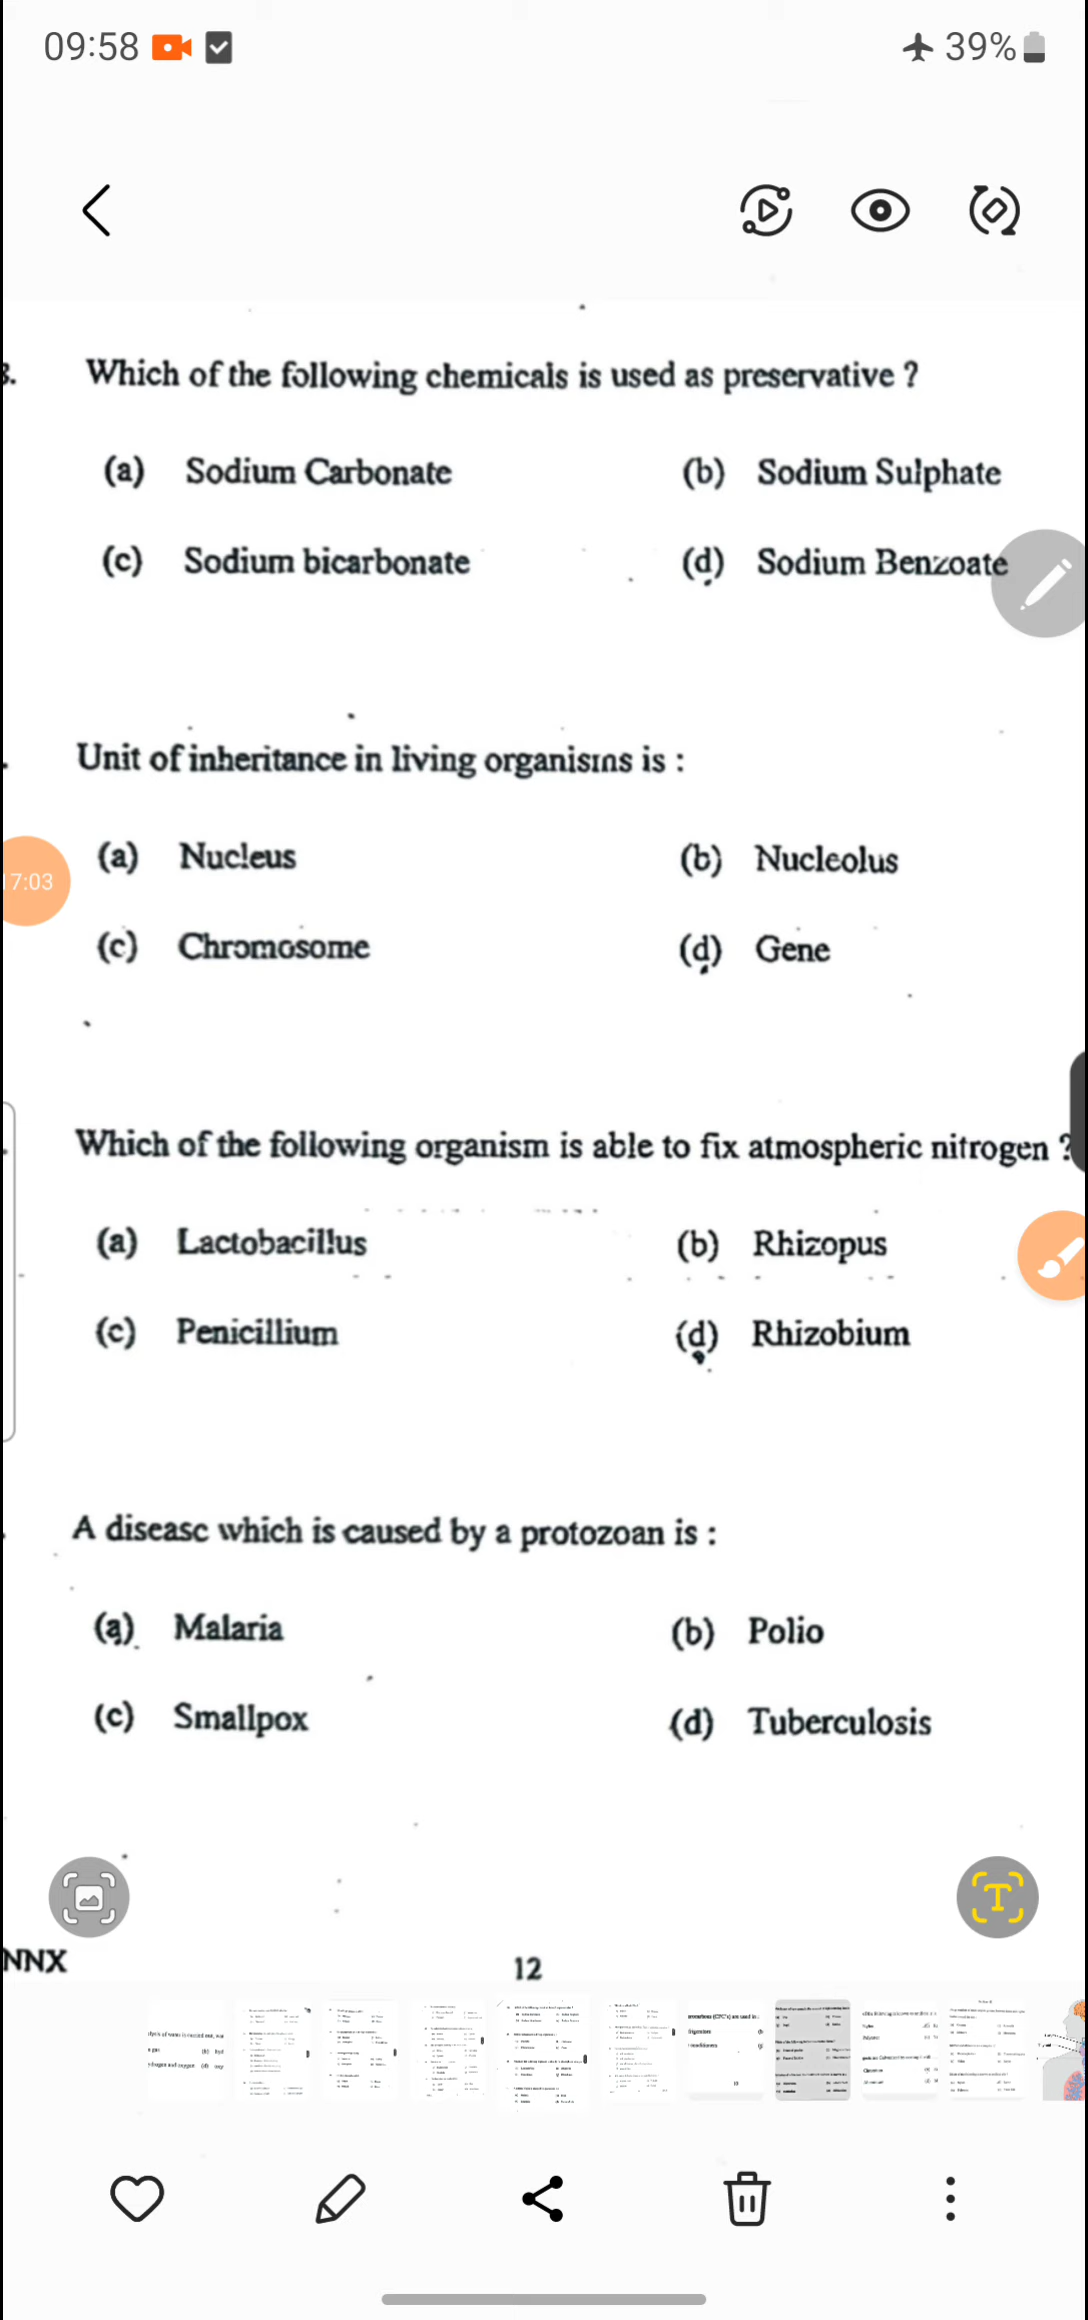 09:58
39%
3. Which of the following chemicals is used as preservative ?
(a) Sodium Carbonate (b) Sodium Sulphate
(c) Sodium bicarbonate (d) Sodium Benzoate
Unit of inheritance in living organisms is :
(a) Nucleus (b) Nucleolus
17:03
(c) Chromosome (d) Gene
Which of the following organism is able to fix atmospheric nitrogen ?
(a) Lactobacillus (b) Rhizopus
(c) Penicillium (d) Rhizobium
A disease which is caused by a protozoan is :
(a) Malaria (b) Polio
(c) Smallpox (d) Tuberculosis
T
NNX 12